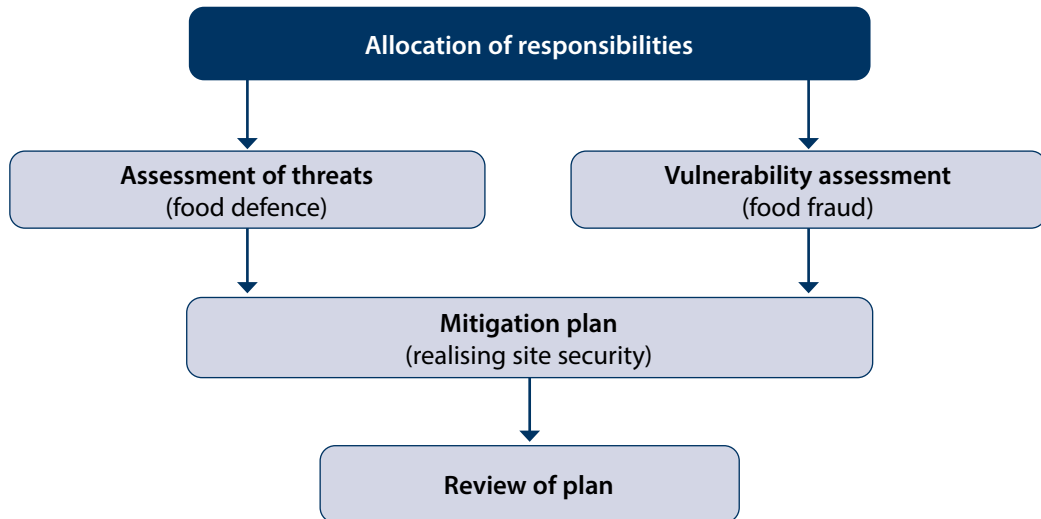 Allocation of responsibilities
Assessment of threats
(food defence)
Vulnerability assessment
(food fraud)
Mitigation plan
(realising site security)
Review of plan